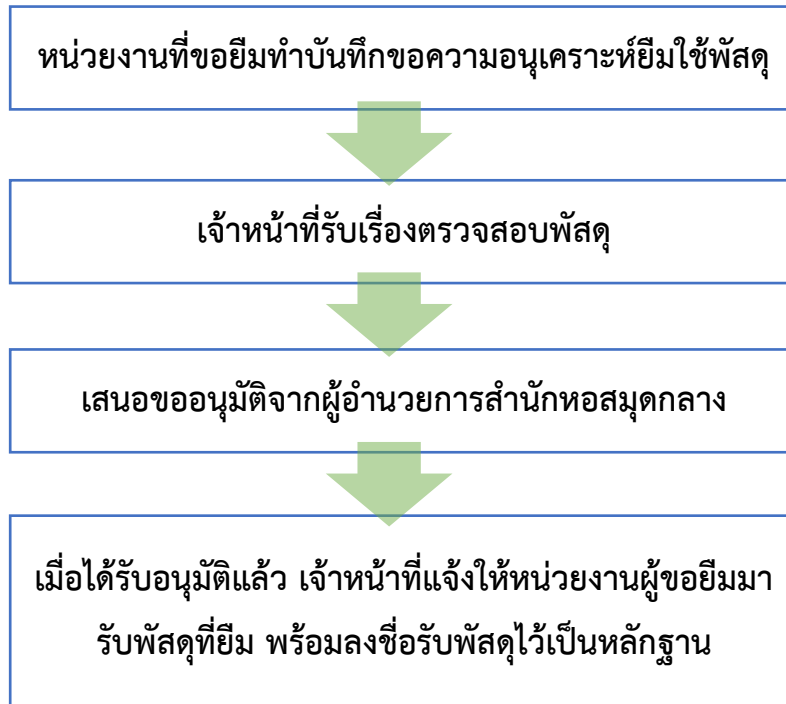 หน่วยงานที่ขอยืมทำบันทึกขอความอนุเคราะห์ยืมใช้พัสดุ
เจ้าหน้าที่รับเรื่องตรวจสอบพัสดุ
เสนอขออนุมัติจากผู้อำนวยการสำนักหอสมุดกลาง
เมื่อได้รับอนุมัติแล้ว เจ้าหน้าที่แจ้งให้หน่วยงานผู้ขอยืมมา
รับพัสดุที่ยืม พร้อมลงชื่อรับพัสดุไว้เป็นหลักฐาน